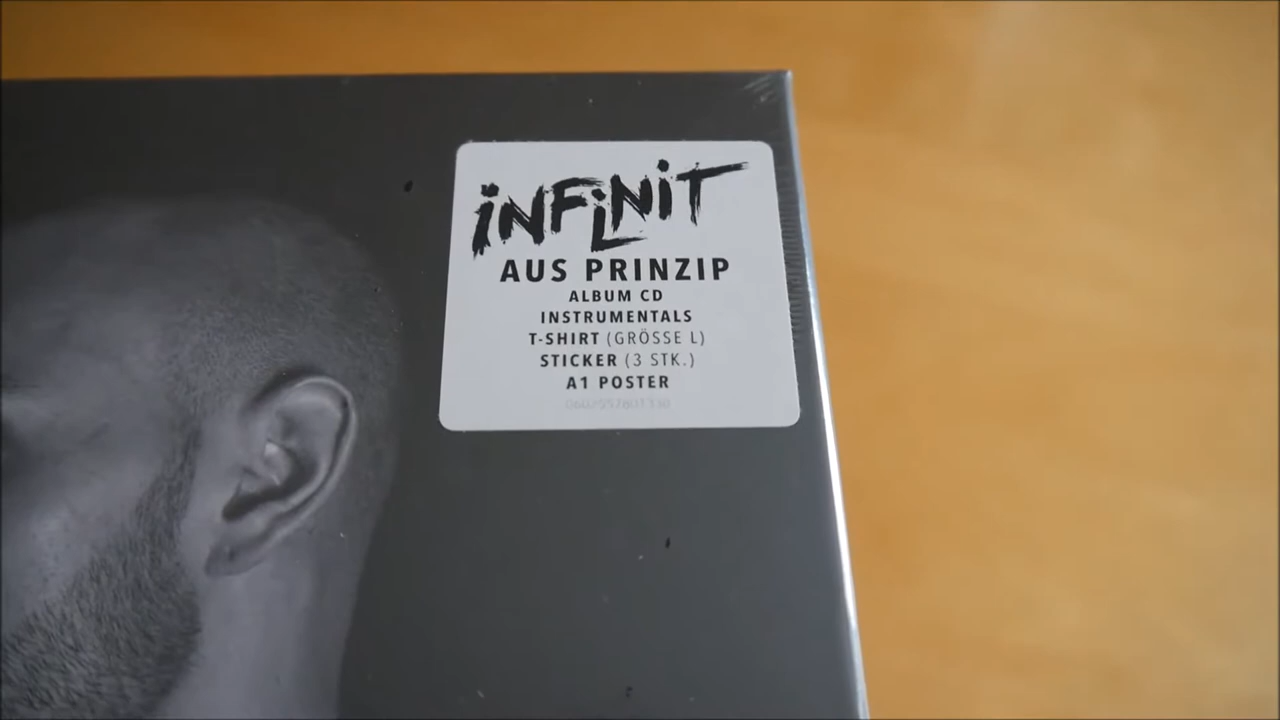 INFINIT
AUS PRINZIP
ALBUM CD
INSTRUMENTALS
T-SHIRT (GRÖSSE L)
STICKER (3 STK.)
A1 POSTER